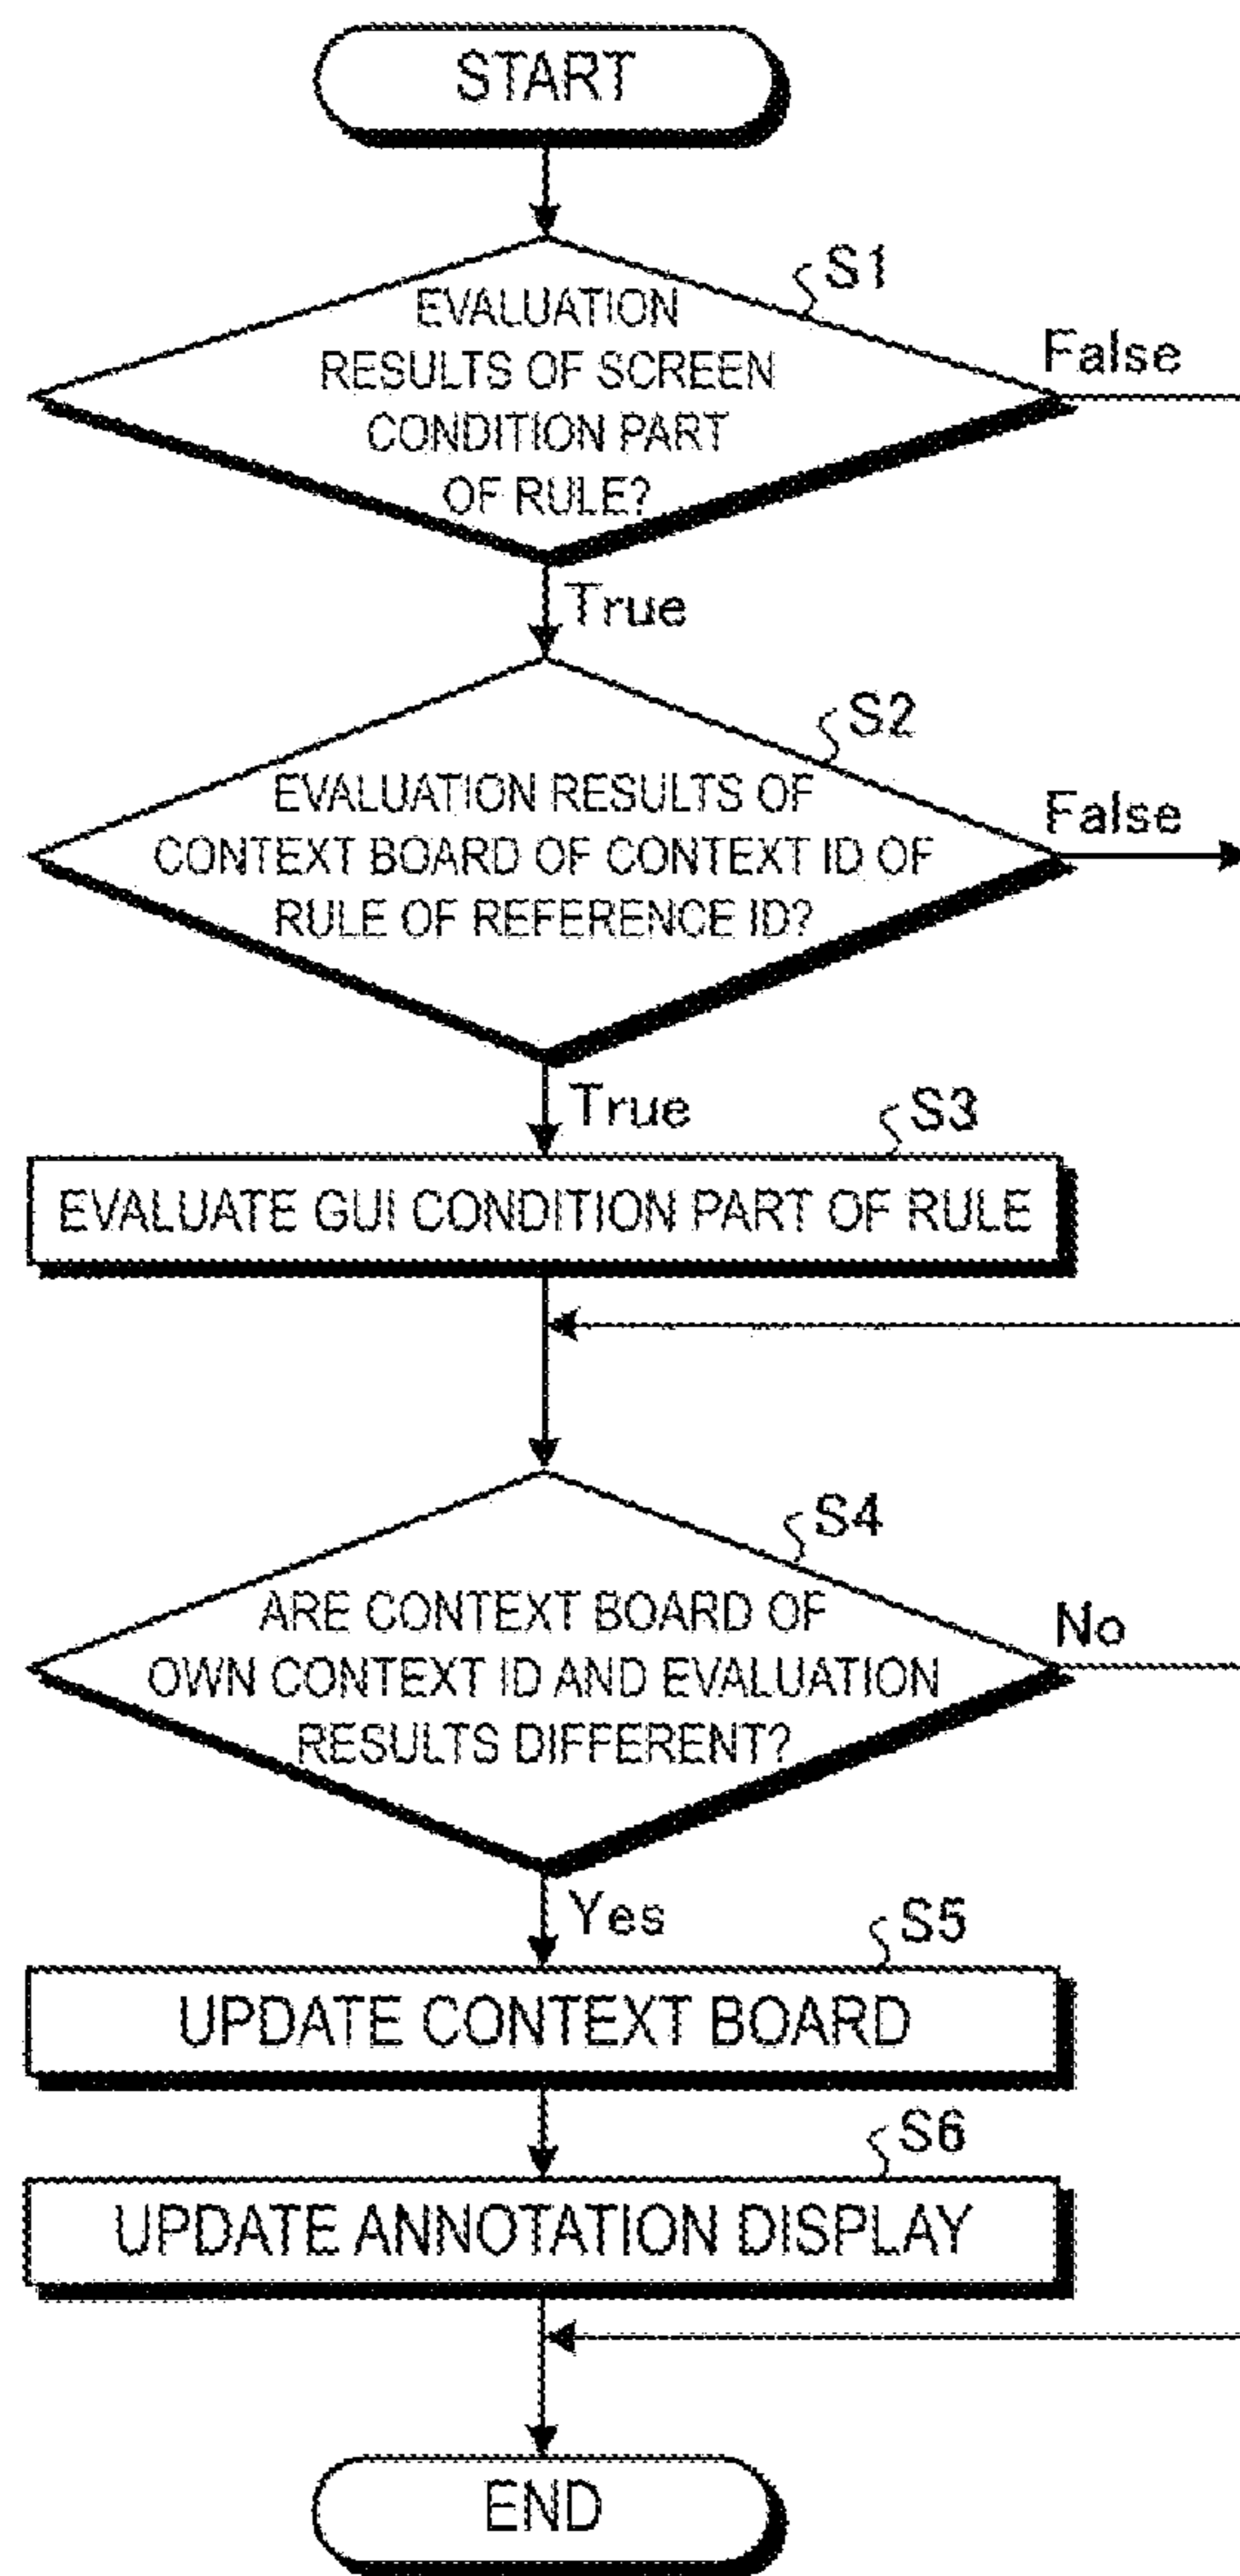 START
S1
EVALUATION
RESULTS OF SCREEN
CONDITION PART
OF RULE?
False
True
S2
EVALUATION RESULTS OF
CONTEXT BOARD OF CONTEXT ID OF
RULE OF REFERENCE ID?
False
True
S3
EVALUATE GUI CONDITION PART OF RULE
S4
ARE CONTEXT BOARD OF
OWN CONTEXT ID AND EVALUATION
RESULTS DIFFERENT?
No
Yes
S5
UPDATE CONTEXT BOARD
S6
UPDATE ANNOTATION DISPLAY
END